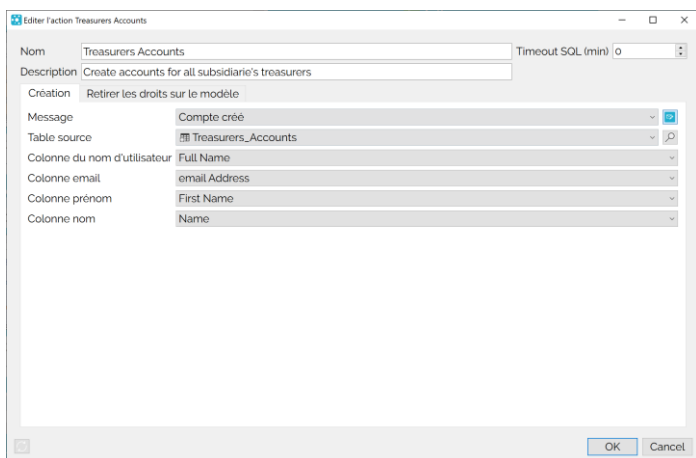 Editer l'action Treasurers Accounts
Nom Treasurers Accounts Timeout SQL (min) 0
Description Create accounts for all subsidiarie's treasurers
Création Retirer les droits sur le modèle
Message Compte créé
Table source Treasurers_Accounts
Colonne du nom d'utilisateur Full Name
Colonne email email Address
Colonne prénom First Name
Colonne nom Name
OK Cancel